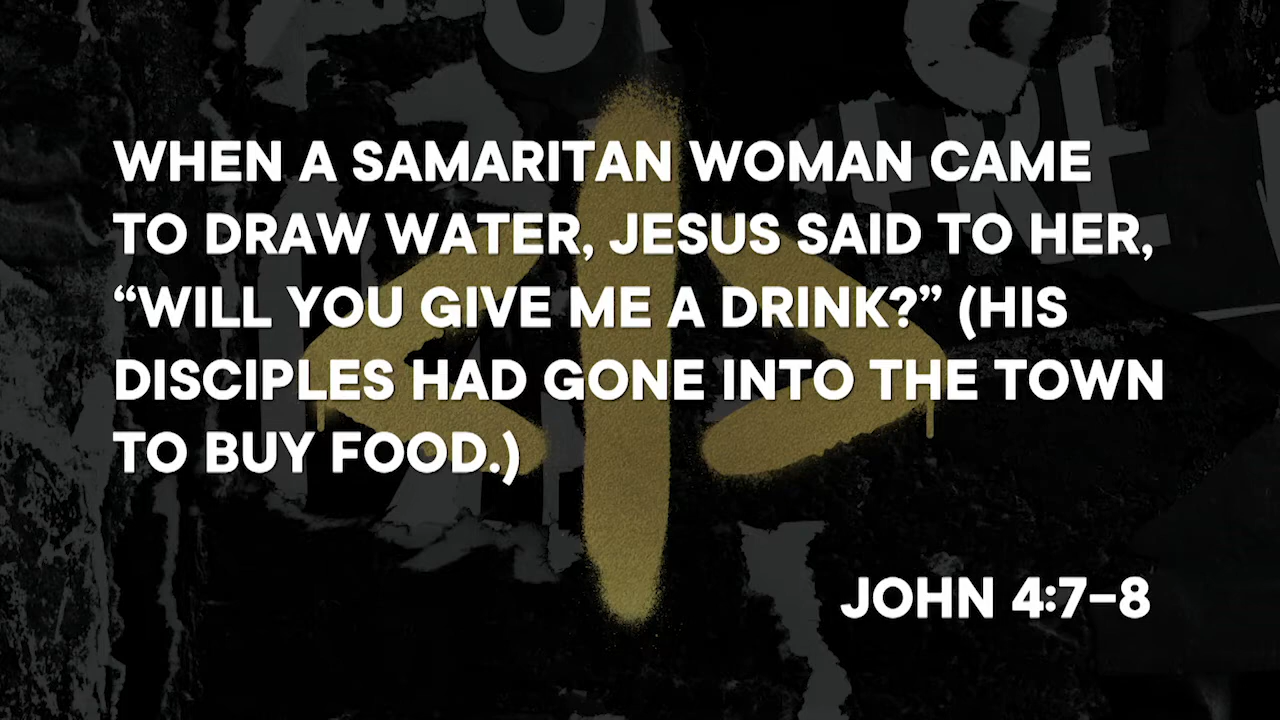 WHEN A SAMARITAN WOMAN CAME
TO DRAW WATER, JESUS SAID TO HER,
“WILL YOU GIVE ME A DRINK?” (HIS
DISCIPLES HAD GONE INTO THE TOWN
TO BUY FOOD.)
JOHN 4:7–8